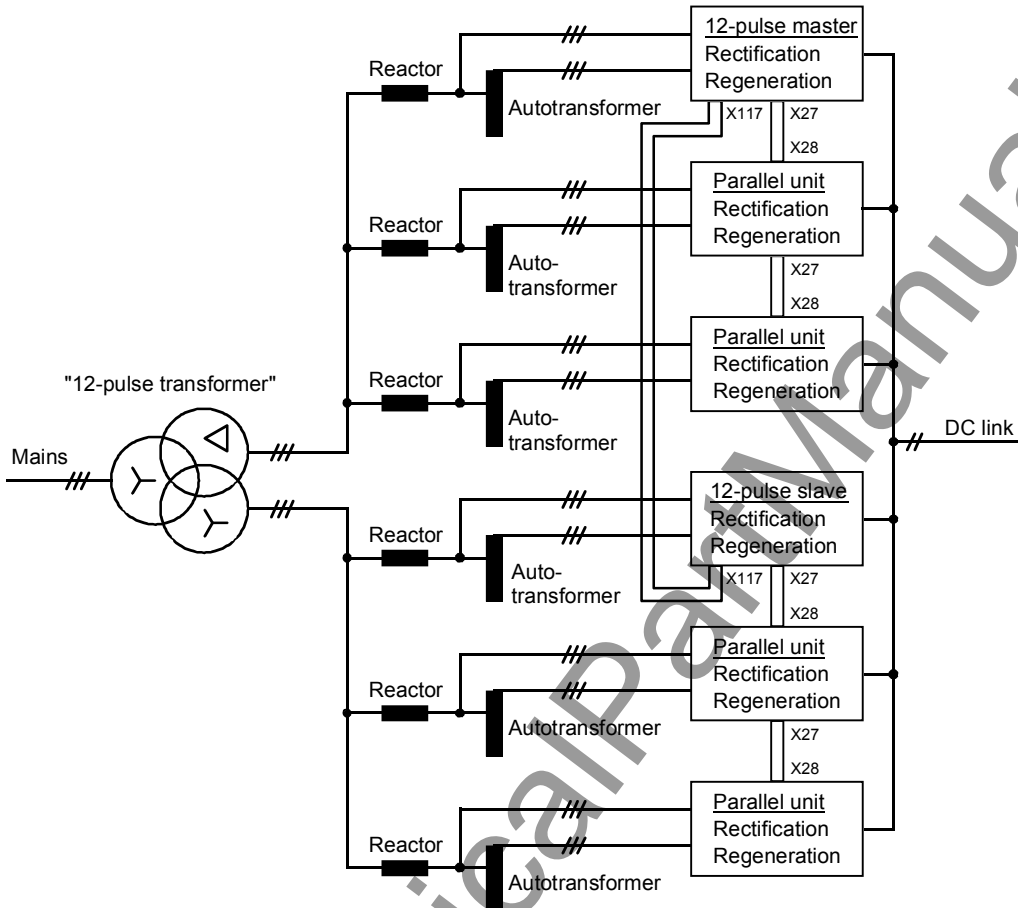 12-pulse master
Rectification
Regeneration
Reactor
Autotransformer
X117
X27
X28
Parallel unit
Rectification
Regeneration
Reactor
Auto-
transformer
X27
X28
Parallel unit
Rectification
Regeneration
Reactor
Auto-
transformer
"12-pulse transformer"
Mains
DC link
12-pulse slave
Rectification
Regeneration
Reactor
Auto-
transformer
X117
X27
X28
Parallel unit
Rectification
Regeneration
Reactor
Autotransformer
X27
X28
Parallel unit
Rectification
Regeneration
Reactor
Autotransformer
icalPartManua